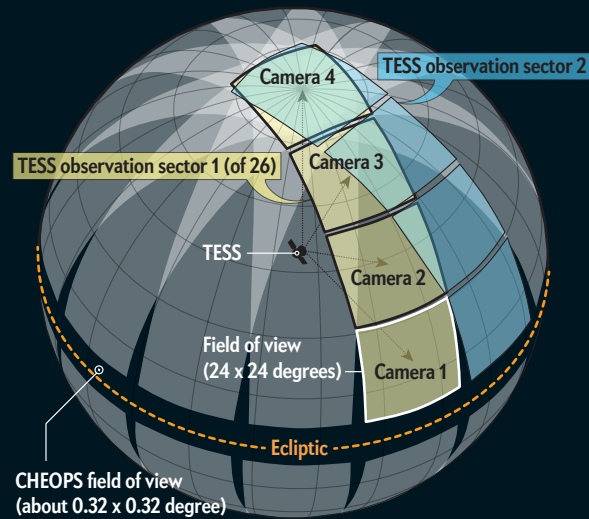 Camera 4
TESS observation sector 2
Camera 3
TESS observation sector 1 (of 26)
TESS
Camera 2
Field of view
(24 x 24 degrees)
Camera 1
Ecliptic
CHEOPS field of view
(about 0.32 x 0.32 degree)